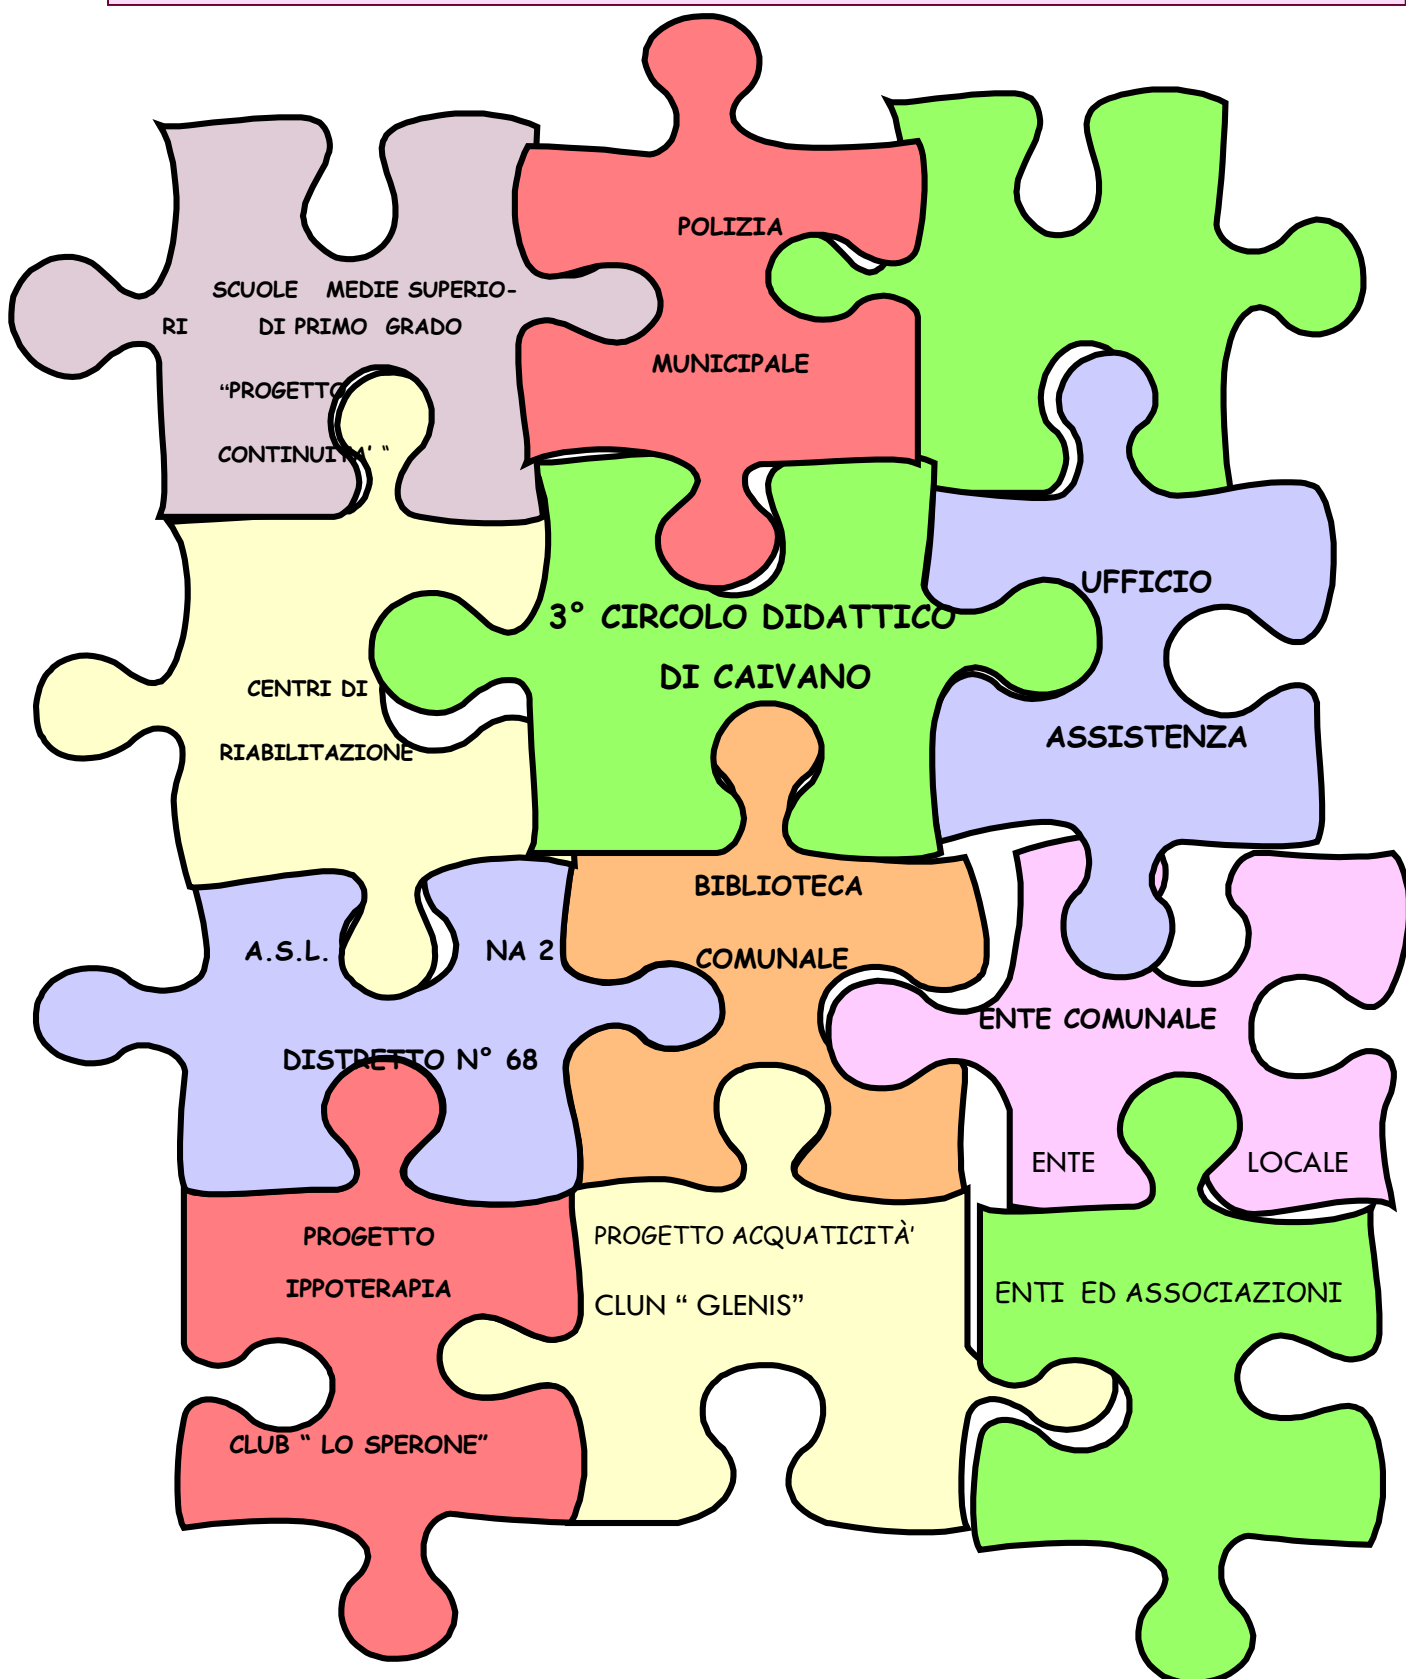 POLIZIA
MUNICIPALE
SCUOLE MEDIE SUPERIO-
RI DI PRIMO GRADO
“PROGETTO
CONTINUITA’ “
3° CIRCOLO DIDATTICO
DI CAIVANO
UFFICIO
ASSISTENZA
CENTRI DI
RIABILITAZIONE
A.S.L. NA 2
DISTRETTO N° 68
BIBLIOTECA
COMUNALE
ENTE COMUNALE
ENTE LOCALE
PROGETTO
IPPOTERAPIA
CLUB “ LO SPERONE”
PROGETTO ACQUATICITÀ’
CLUN “ GLENIS”
ENTI ED ASSOCIAZIONI